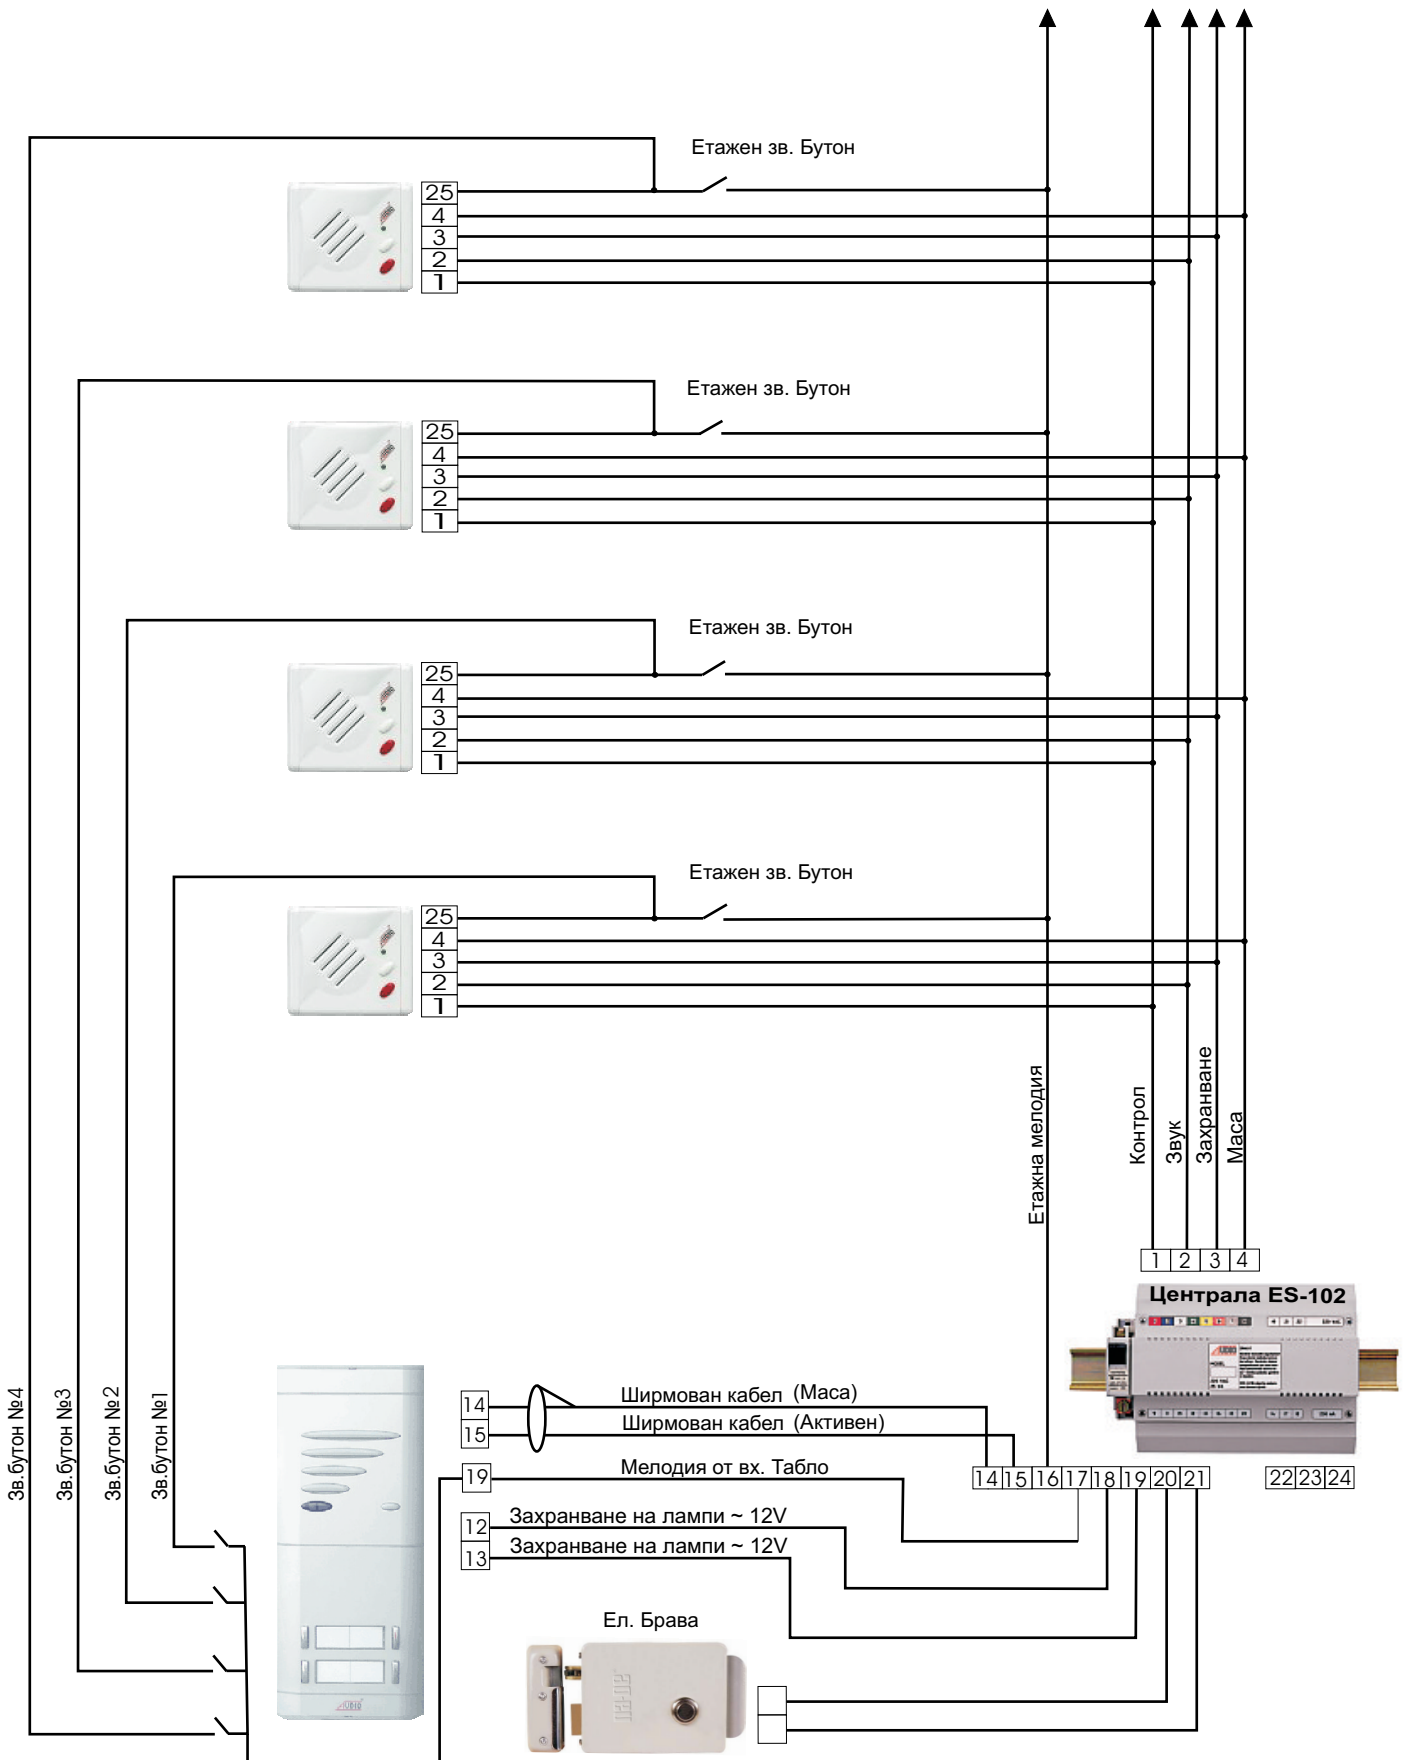 Етажен зв. Бутон
25
4
3
2
1
Етажен зв. Бутон
25
4
3
2
1
Етажен зв. Бутон
25
4
3
2
1
Етажен зв. Бутон
25
4
3
2
1
Етажна мелодия
Контрол
Звук
Захранване
Маса
1 2 3 4
Централа ES-102
AUDIO
Зв.бутон №4
Зв.бутон №3
Зв.бутон №2
Зв.бутон №1
14 Ширмован кабел (Маса)
15 Ширмован кабел (Активен)
19 Мелодия от вх. Табло
14 15 16 17 18 19 20 21
22 23 24
12 Захранване на лампи ~ 12V
13 Захранване на лампи ~ 12V
Ел. Брава
AUDIO